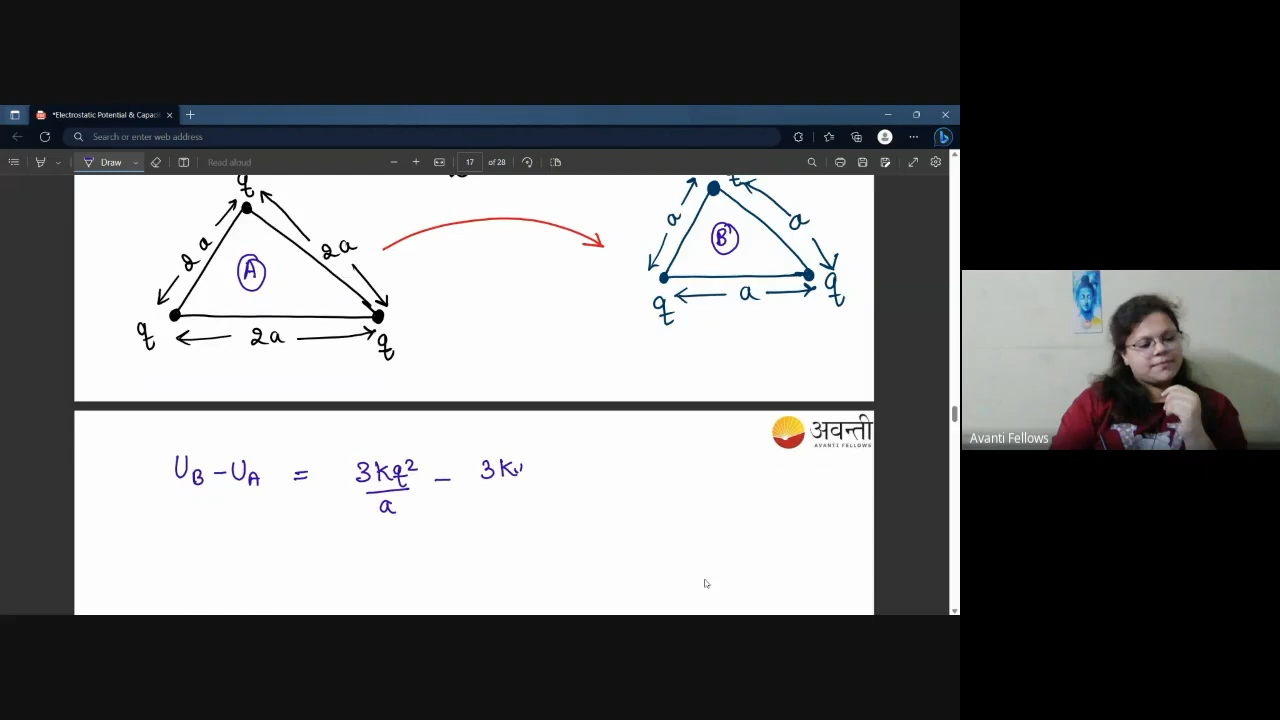 *Electrostatic Potential & Capac
Search or enter web address
Draw
Read aloud
17 of 28
q
2a
2a
A
q
2a
q
a
a
B
q
a
q
अवन्ती
AVANTI FELLOWS
U_B - U_A = 3kq²/a - 3k
Avanti Fellows